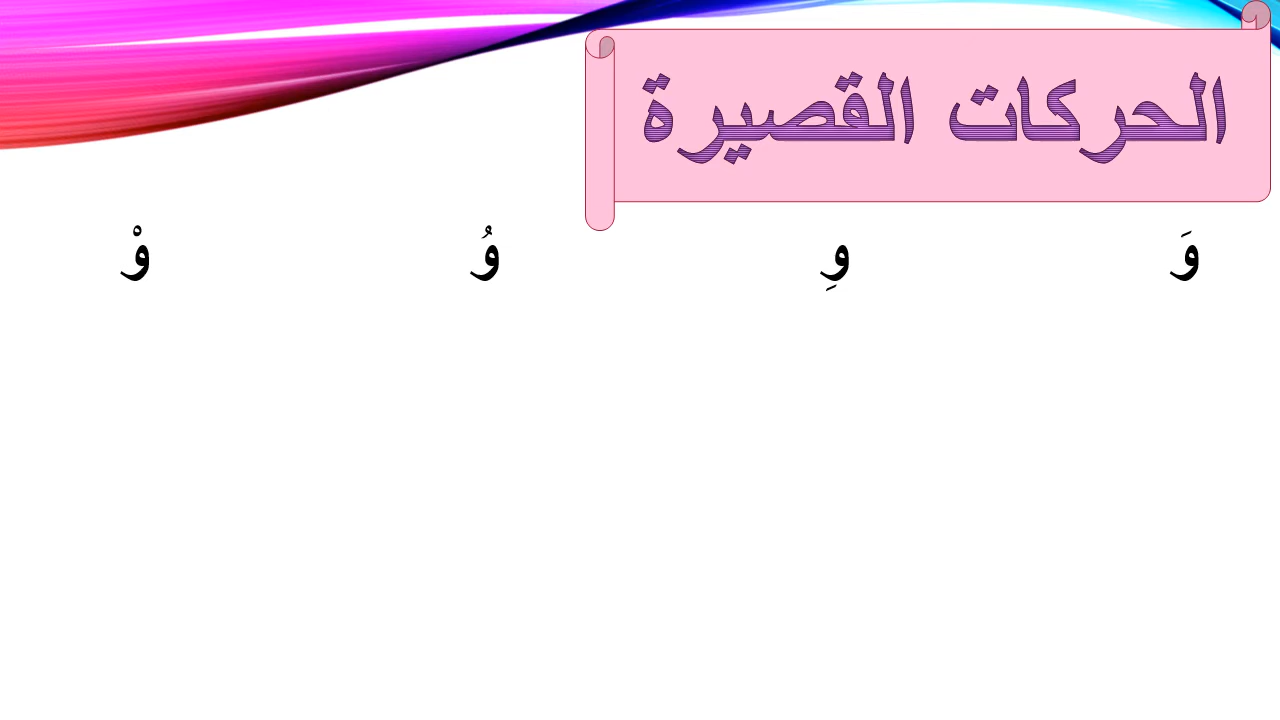 الحركات القصيرة
وَ وِ وُ وْ